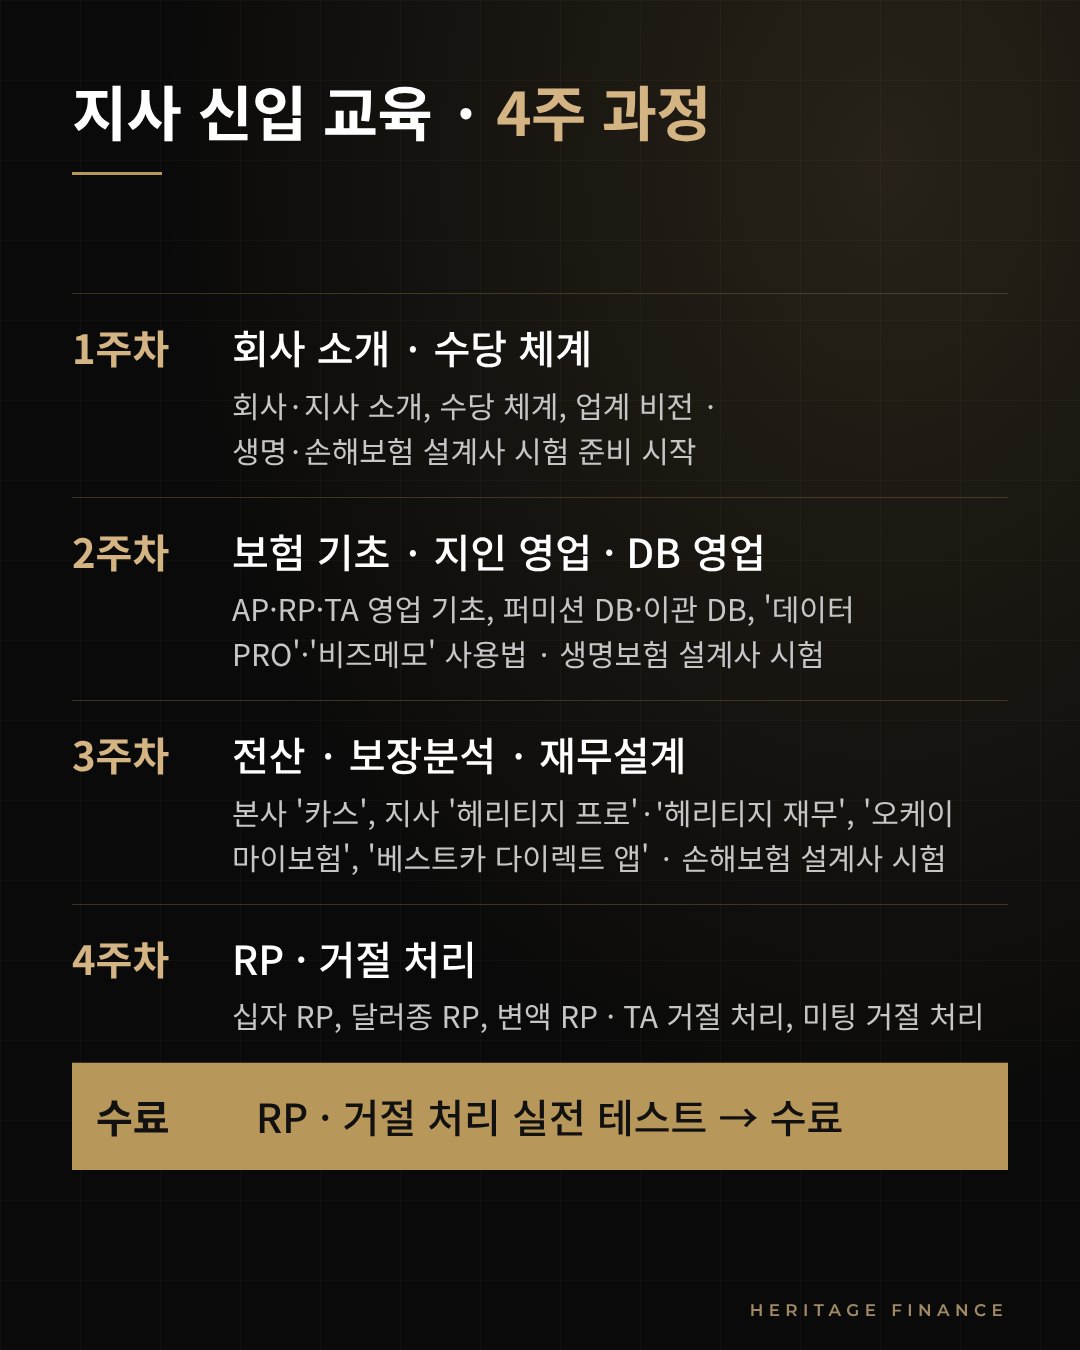 지사 신입 교육 · 4주 과정
1주차 회사 소개 · 수당 체계
회사·지사 소개, 수당 체계, 업계 비전 ·
생명·손해보험 설계사 시험 준비 시작
2주차 보험 기초 · 지인 영업 · DB 영업
AP·RP·TA 영업 기초, 퍼미션 DB·이관 DB, '데이터
PRO'·'비즈메모' 사용법 · 생명보험 설계사 시험
3주차 전산 · 보장분석 · 재무설계
본사 '카스', 지사 '헤리티지 프로'·'헤리티지 재무', '오케이
마이보험', '베스트카 다이렉트 앱' · 손해보험 설계사 시험
4주차 RP · 거절 처리
십자 RP, 달러종 RP, 변액 RP · TA 거절 처리, 미팅 거절 처리
수료 RP · 거절 처리 실전 테스트 → 수료
HERITAGE FINANCE